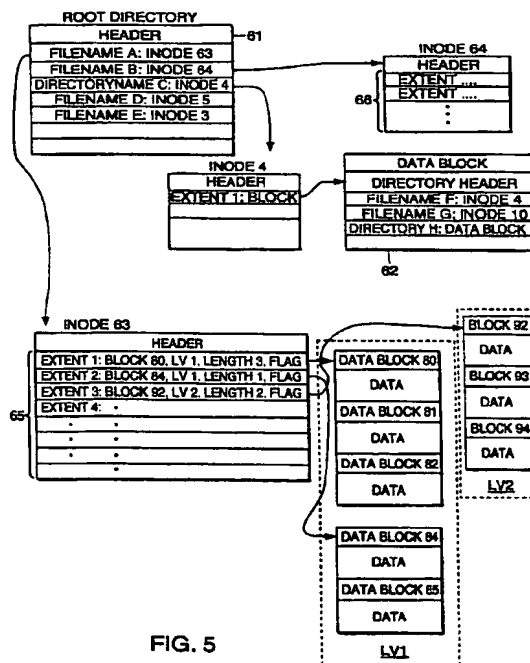 ROOT DIRECTORY
HEADER
61
FILENAME A: INODE 63
FILENAME B: INODE 64
DIRECTORYNAME C: INODE 4
FILENAME D: INODE 5
FILENAME E: INODE 3
INODE 64
HEADER
EXTENT ....
EXTENT ....
66
INODE 4
HEADER
EXTENT 1: BLOCK
DATA BLOCK
DIRECTORY HEADER
FILENAME F: INODE 4
FILENAME G: INODE 10
DIRECTORY H: DATA BLOCK
62
INODE 63
HEADER
EXTENT 1: BLOCK 80, LV 1, LENGTH 3, FLAG
EXTENT 2: BLOCK 84, LV 1, LENGTH 1, FLAG
EXTENT 3: BLOCK 92, LV 2, LENGTH 2, FLAG
EXTENT 4:
65
DATA BLOCK 80
DATA
DATA BLOCK 81
DATA
DATA BLOCK 82
DATA
DATA BLOCK 84
DATA
DATA BLOCK 85
DATA
LV1
BLOCK 92
DATA
BLOCK 93
DATA
BLOCK 94
DATA
LV2
FIG. 5